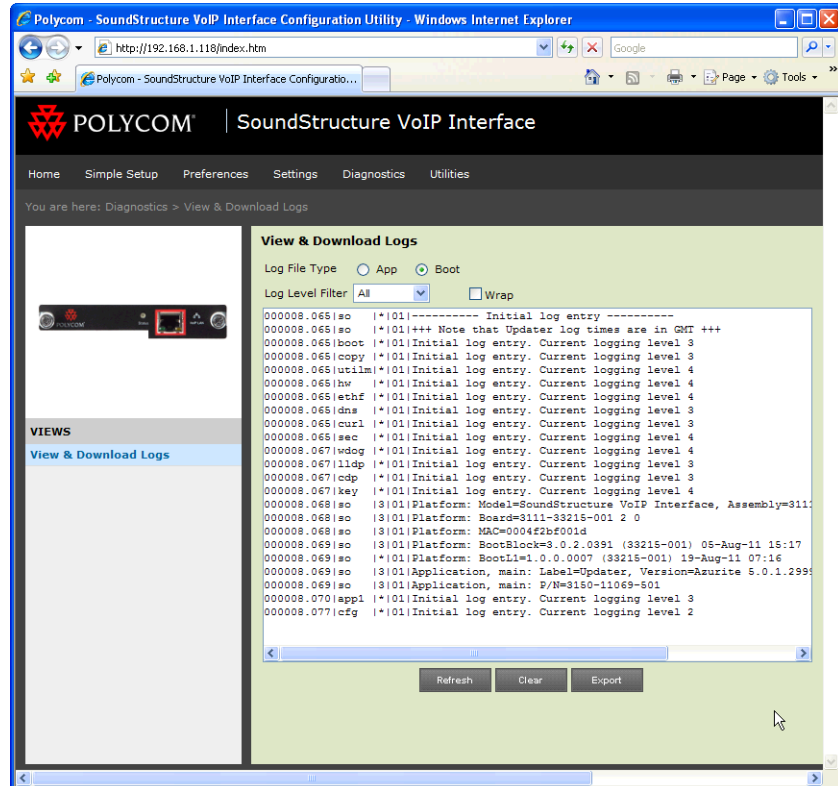 Polycom - SoundStructure VoIP Interface Configuration Utility - Windows Internet Explorer
http://192.168.1.118/index.htm
Google
Polycom - SoundStructure VoIP Interface Configuratio...
Page Tools »
POLYCOM® | SoundStructure VoIP Interface
Home Simple Setup Preferences Settings Diagnostics Utilities
You are here: Diagnostics > View & Download Logs
View & Download Logs
Log File Type App Boot
Log Level Filter All Wrap
POLYCOM
000008.065|so |*|01|---------- Initial log entry ----------
000008.065|so |*|01|+++ Note that Updater log times are in GMT +++
000008.065|boot |*|01|Initial log entry. Current logging level 3
000008.065|copy |*|01|Initial log entry. Current logging level 3
000008.065|utilm|*|01|Initial log entry. Current logging level 4
000008.065|hw |*|01|Initial log entry. Current logging level 4
000008.065|ethf |*|01|Initial log entry. Current logging level 4
000008.065|dns |*|01|Initial log entry. Current logging level 3
000008.065|curl |*|01|Initial log entry. Current logging level 3
000008.065|sec |*|01|Initial log entry. Current logging level 4
000008.067|wdog |*|01|Initial log entry. Current logging level 4
000008.067|lldp |*|01|Initial log entry. Current logging level 3
000008.067|cdp |*|01|Initial log entry. Current logging level 3
000008.067|key |*|01|Initial log entry. Current logging level 4
000008.068|so |3|01|Platform: Model=SoundStructure VoIP Interface, Assembly=311
000008.068|so |3|01|Platform: Board=3111-33215-001 2 0
000008.068|so |3|01|Platform: MAC=0004f2bf001d
000008.069|so |3|01|Platform: BootBlock=3.0.2.0391 (33215-001) 05-Aug-11 15:17
000008.069|so |*|01|Platform: BootL1=1.0.0.0007 (33215-001) 19-Aug-11 07:16
000008.069|so |3|01|Application, main: Label=Updater, Version=Azurite 5.0.1.299
000008.069|so |3|01|Application, main: P/N=3150-11069-501
000008.070|app1 |*|01|Initial log entry. Current logging level 3
000008.077|cfg |*|01|Initial log entry. Current logging level 2
VIEWS
View & Download Logs
Refresh Clear Export